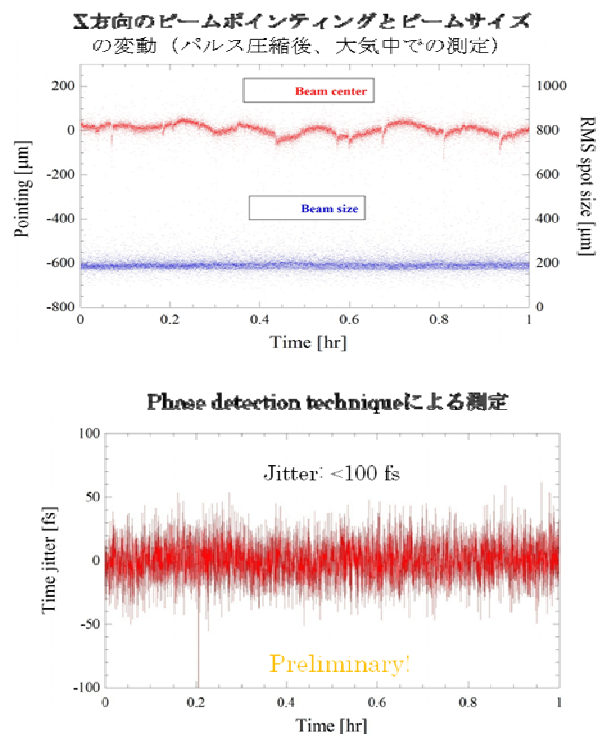 X方向のビームポインティングとビームサイズ
の変動（パルス圧縮後、大気中での測定）
Beam center
Beam size
Pointing [μm]
RMS spot size [μm]
200
0
-200
-400
-600
-800
1000
800
600
400
200
0
0
0.2
0.4
0.6
0.8
1
Time [hr]
Phase detection techniqueによる測定
Jitter: <100 fs
Preliminary!
Time jitter [fs]
100
50
0
-50
-100
0
0.2
0.4
0.6
0.8
1
Time [hr]